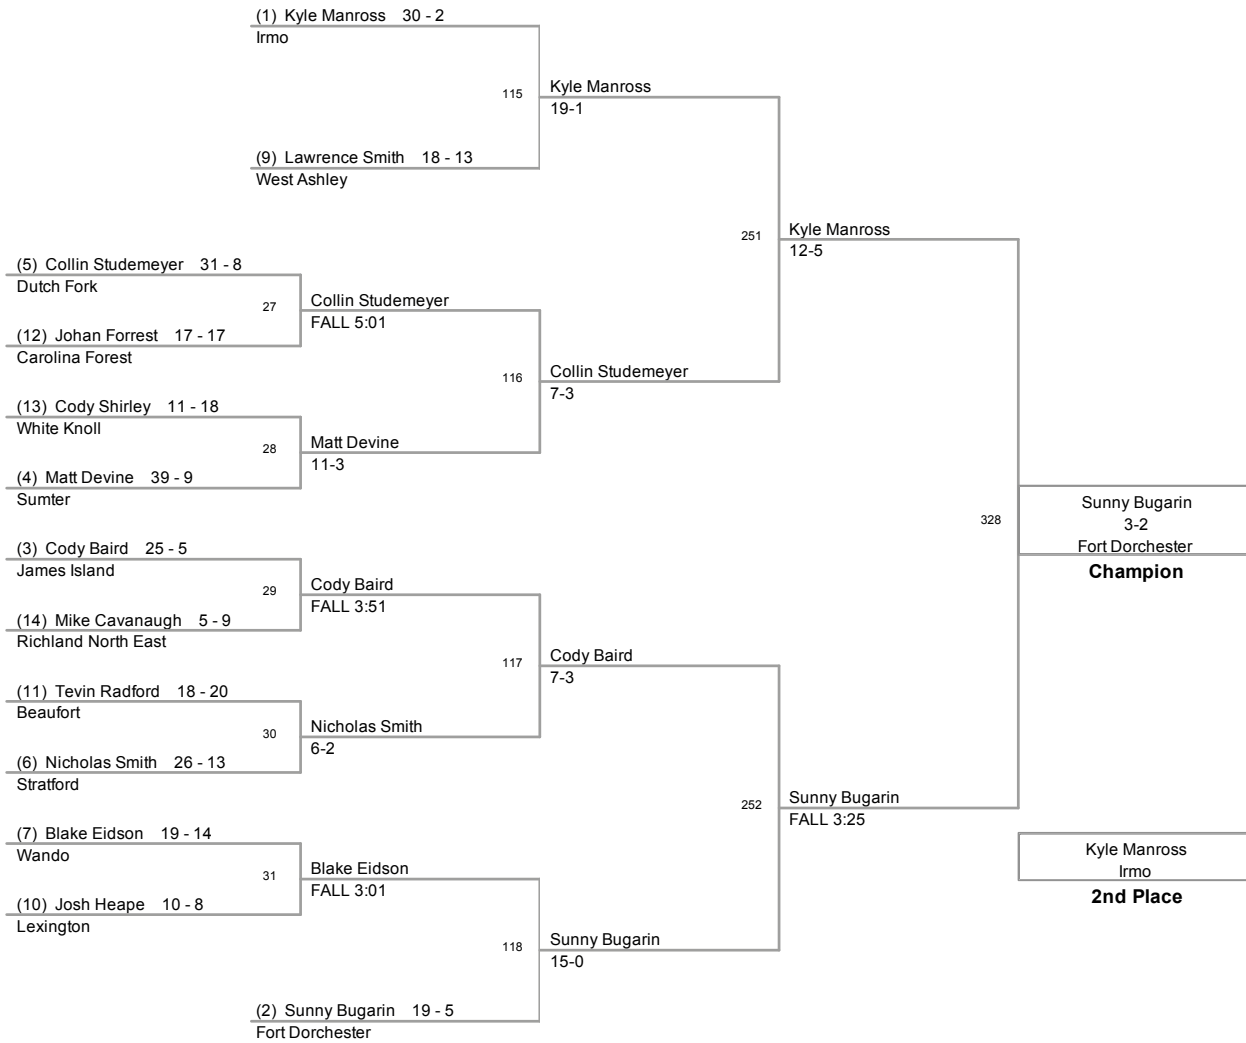 (1) Kyle Manross 30 - 2
Irmo
115
Kyle Manross
19-1
(9) Lawrence Smith 18 - 13
West Ashley
251
Kyle Manross
12-5
(5) Collin Studemeyer 31 - 8
Dutch Fork
27
Collin Studemeyer
FALL 5:01
(12) Johan Forrest 17 - 17
Carolina Forest
116
Collin Studemeyer
7-3
(13) Cody Shirley 11 - 18
White Knoll
28
Matt Devine
11-3
(4) Matt Devine 39 - 9
Sumter
328
Sunny Bugarin
3-2
Fort Dorchester
Champion
(3) Cody Baird 25 - 5
James Island
29
Cody Baird
FALL 3:51
(14) Mike Cavanaugh 5 - 9
Richland North East
117
Cody Baird
7-3
(11) Tevin Radford 18 - 20
Beaufort
30
Nicholas Smith
6-2
(6) Nicholas Smith 26 - 13
Stratford
252
Sunny Bugarin
FALL 3:25
(7) Blake Eidson 19 - 14
Wando
31
Blake Eidson
FALL 3:01
(10) Josh Heape 10 - 8
Lexington
Kyle Manross
Irmo
2nd Place
118
Sunny Bugarin
15-0
(2) Sunny Bugarin 19 - 5
Fort Dorchester